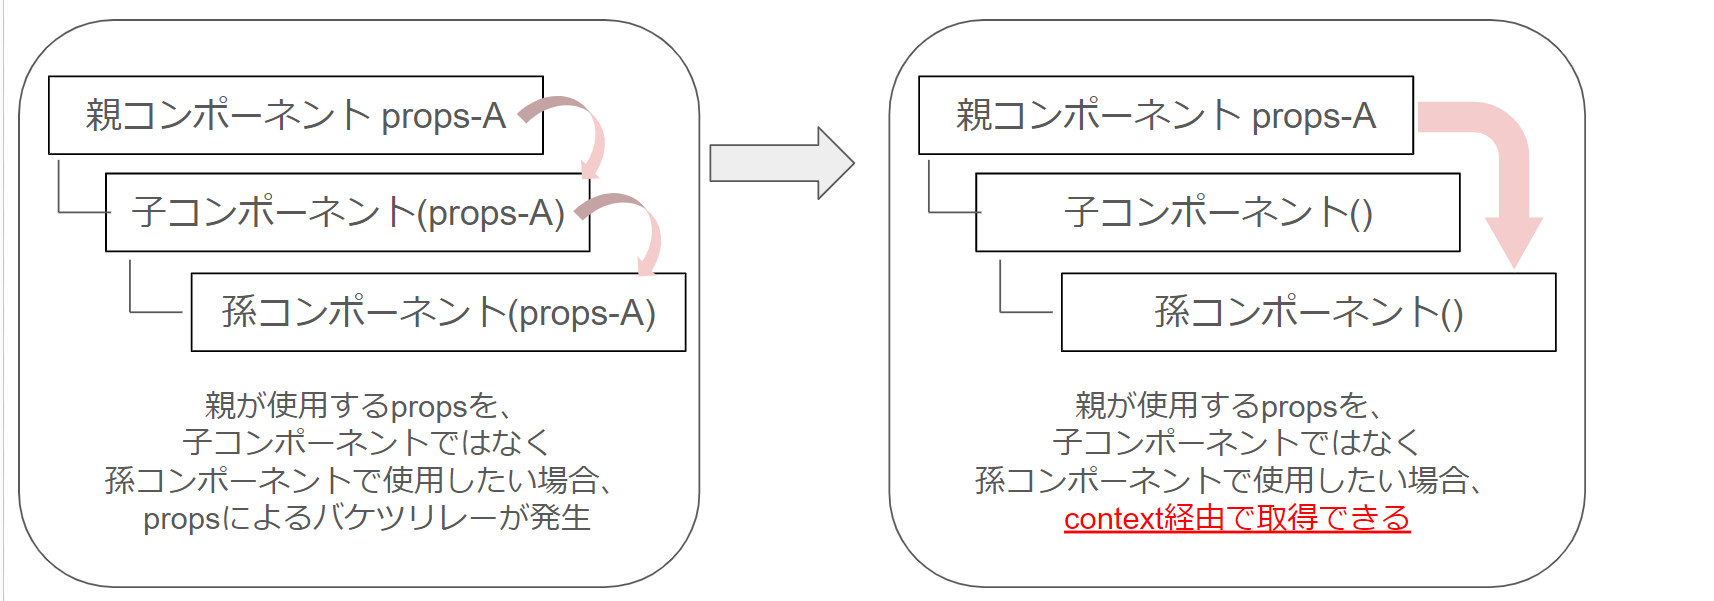 親コンポーネント props-A
子コンポーネント(props-A)
孫コンポーネント(props-A)
親が使用するpropsを、
子コンポーネントではなく
孫コンポーネントで使用したい場合、
propsによるバケツリレーが発生
親コンポーネント props-A
子コンポーネント()
孫コンポーネント()
親が使用するpropsを、
子コンポーネントではなく
孫コンポーネントで使用したい場合、
context経由で取得できる